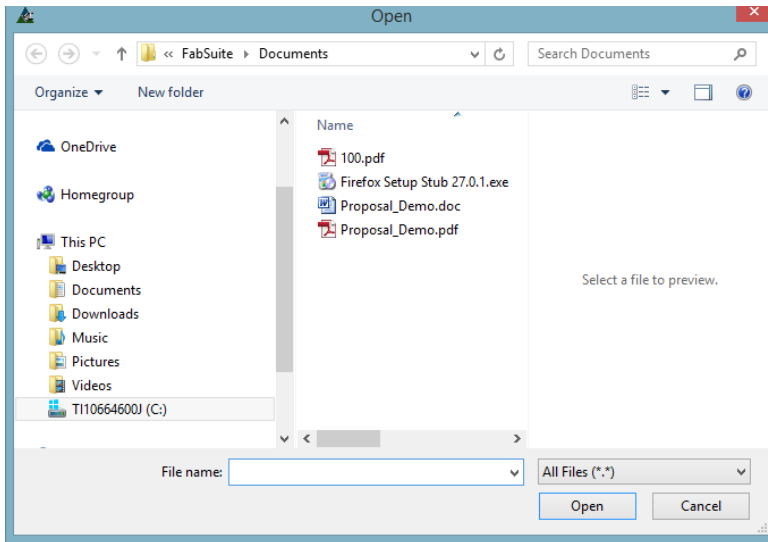 Open
« FabSuite Documents
Search Documents
Organize
New folder
Name
OneDrive
Homegroup
This PC
Desktop
Documents
Downloads
Music
Pictures
Videos
TI10664600J (C:)
100.pdf
Firefox Setup Stub 27.0.1.exe
Proposal_Demo.doc
Proposal_Demo.pdf
Select a file to preview.
File name:
All Files (*.*)
Open
Cancel